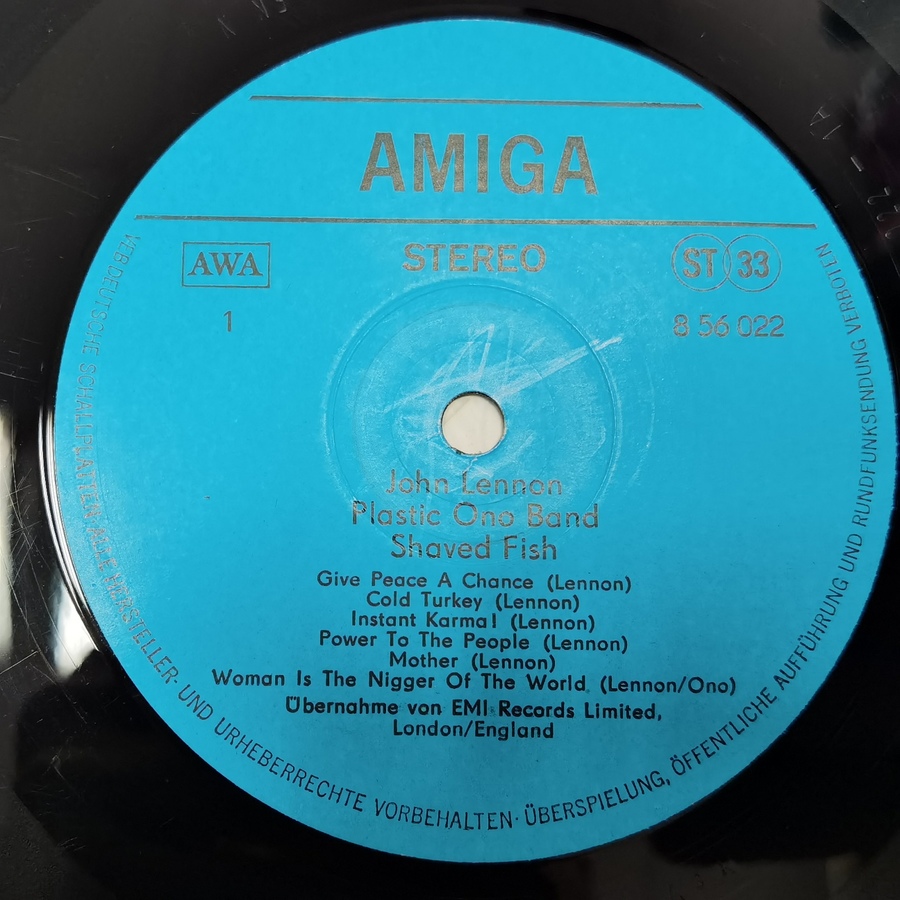 AMIGA
AWA
STEREO
ST 33
1
8 56 022
John Lennon
Plastic Ono Band
Shaved Fish
Give Peace A Chance (Lennon)
Cold Turkey (Lennon)
Instant Karma! (Lennon)
Power To The People (Lennon)
Mother (Lennon)
Woman Is The Nigger Of The World (Lennon/Ono)
Übernahme von EMI Records Limited,
London/England
VEB DEUTSCHE SCHALLPLATTEN · ALLE HERSTELLER- UND URHEBERRECHTE VORBEHALTEN · ÜBERSPIELUNG, ÖFFENTLICHE AUFFÜHRUNG UND RUNDFUNKSENDUNG VERBOTEN